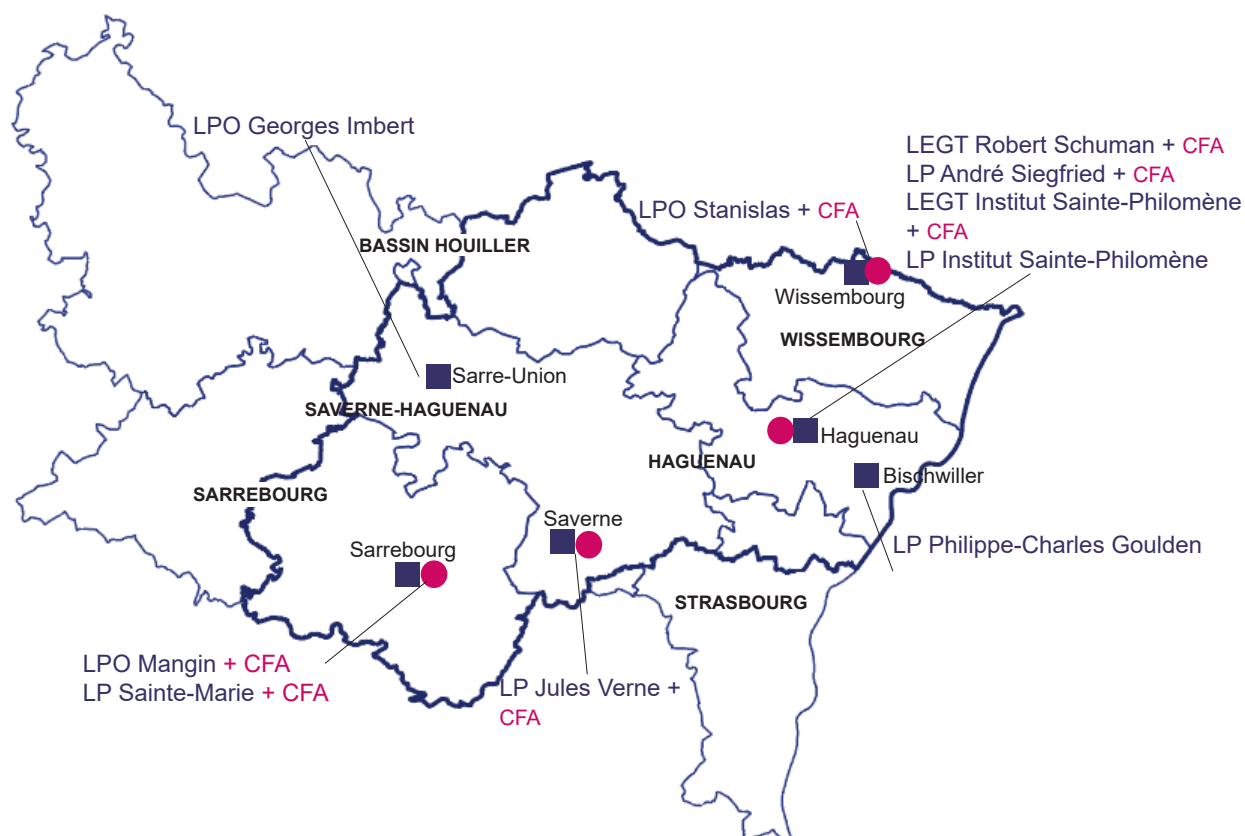 LPO Georges Imbert
LEGT Robert Schuman + CFA
LP André Siegfried + CFA
LEGT Institut Sainte-Philomène
+ CFA
LP Institut Sainte-Philomène
LPO Stanislas + CFA
BASSIN HOUILLER
Wissembourg
WISSEMBOURG
Sarre-Union
SAVERNE-HAGUENAU
Haguenau
HAGUENAU
Bischwiller
SARREBOURG
Saverne
Sarrebourg
LP Philippe-Charles Goulden
STRASBOURG
LPO Mangin + CFA
LP Sainte-Marie + CFA
LP Jules Verne +
CFA